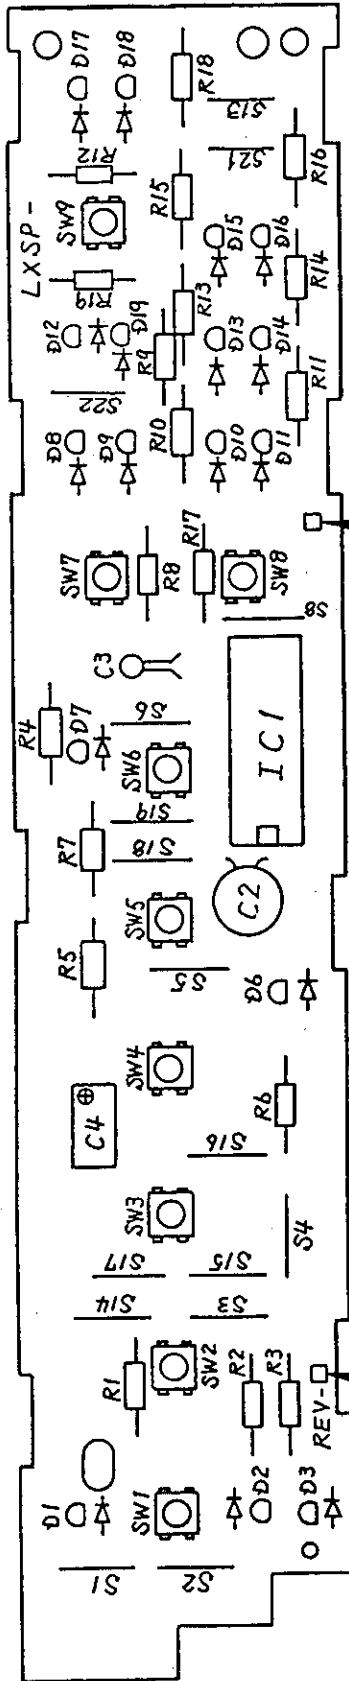 D17
D18
R18
S13
R12
S21
R16
LXSP-
SW9
R15
D15
D16
R19
R14
D12
D19
R13
D13
D14
R9
S22
R11
D8
D9
R10
D10
D11
R17
SW7
R8
SW8
S8
C3
R4
D7
S6
SW6
IC1
S19
R7
S18
SW5
C2
R5
S5
D6
SW4
C4
R6
S16
SW3
S4
S17
S15
S14
S3
SW2
R1
R2
R3
REV-
D1
SW1
D2
D3
S1
S2